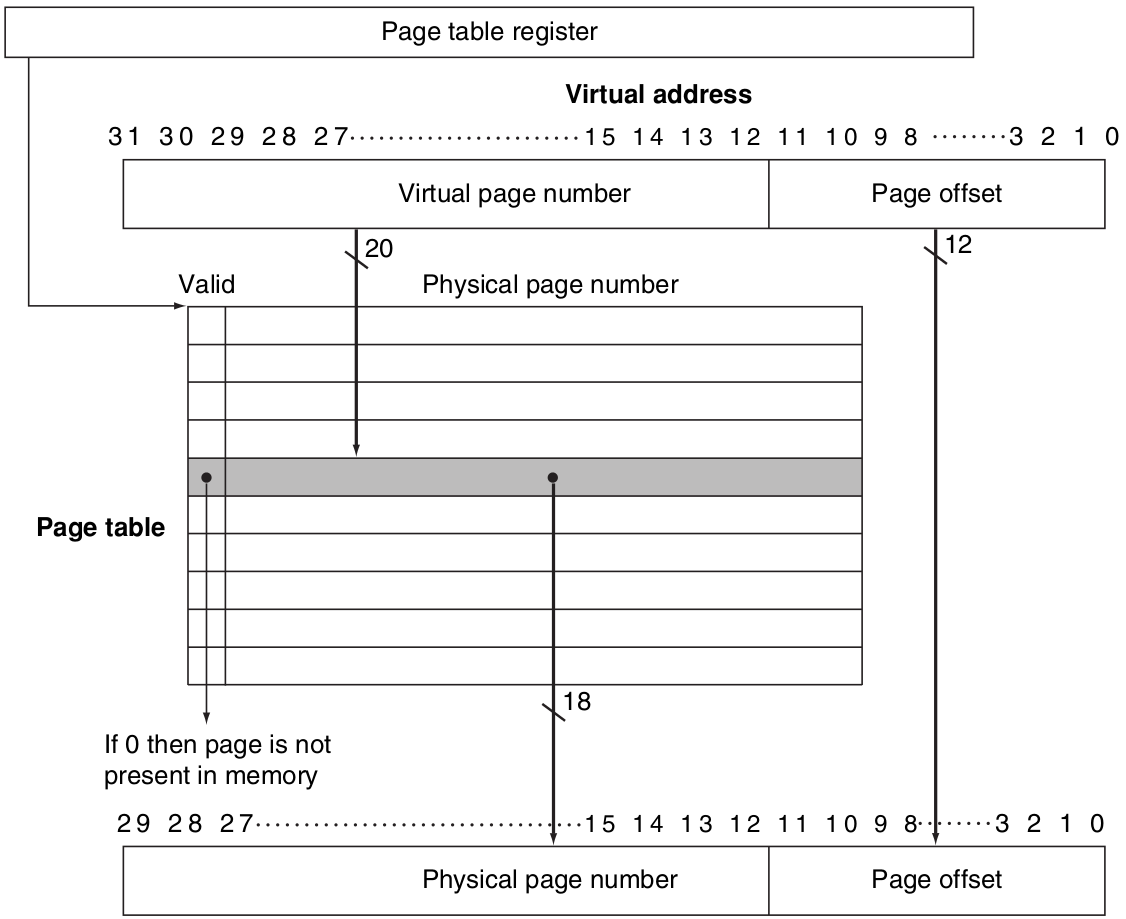 Page table register
Virtual address
31 30 29 28 27........................15 14 13 12 11 10 9 8 ........3 2 1 0
Virtual page number Page offset
20 12
Valid Physical page number
Page table
18
If 0 then page is not
present in memory
29 28 27..................................15 14 13 12 11 10 9 8........3 2 1 0
Physical page number Page offset